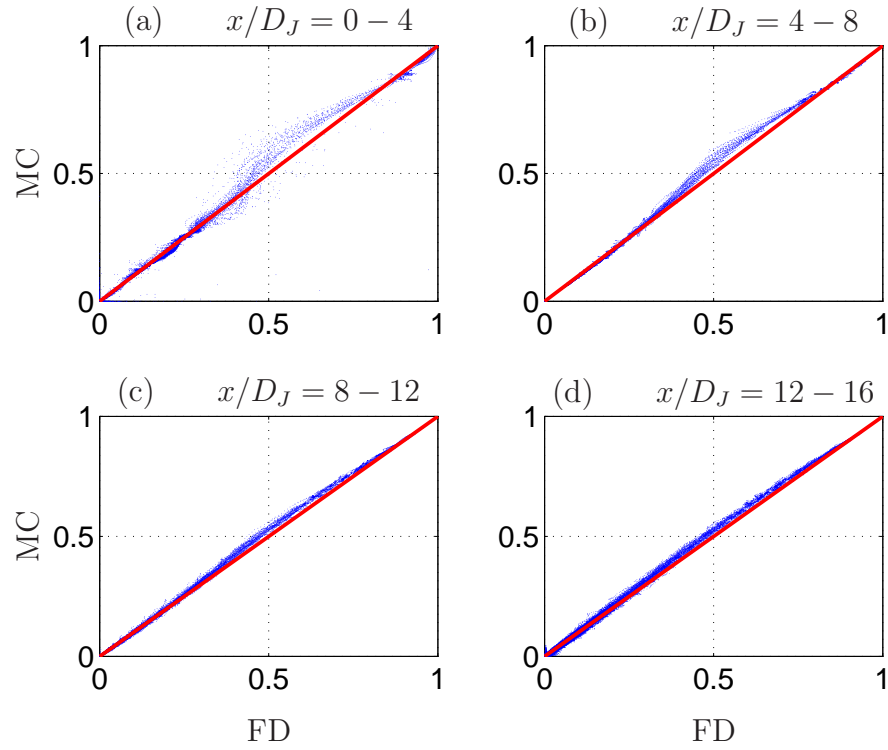 (a) x/D_J = 0 − 4
(b) x/D_J = 4 − 8
1
0.5
0
MC
0 0.5 1
1
0.5
0
0 0.5 1
(c) x/D_J = 8 − 12
(d) x/D_J = 12 − 16
1
0.5
0
MC
0 0.5 1
FD
1
0.5
0
0 0.5 1
FD